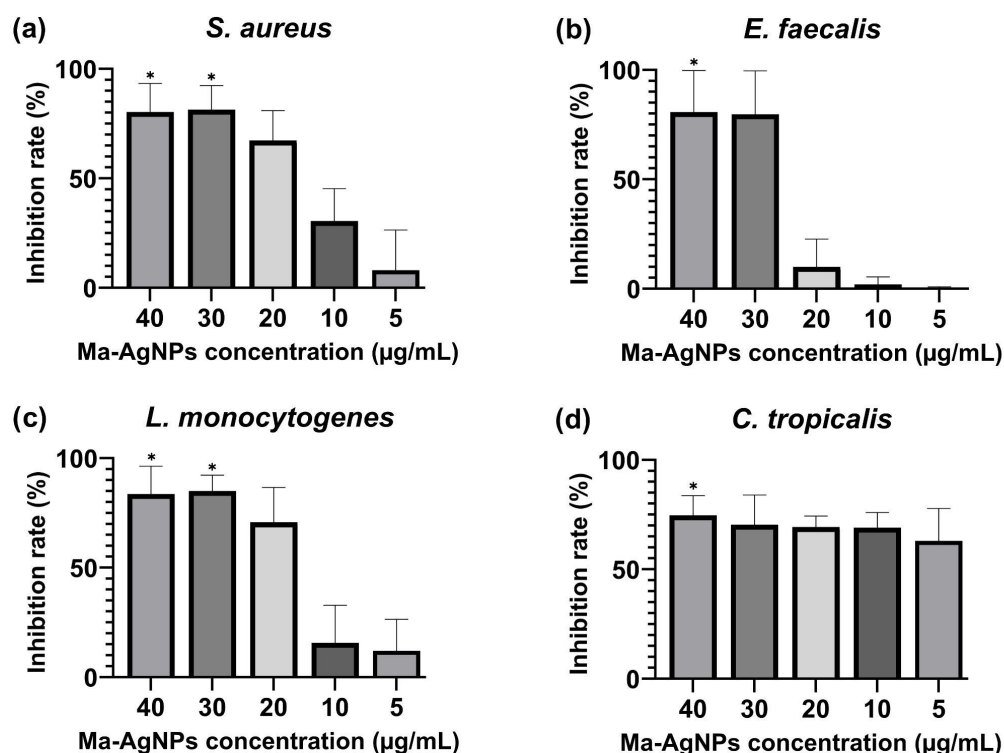 (a) S. aureus
Inhibition rate (%)
100
50
0
* *
40 30 20 10 5
Ma-AgNPs concentration (µg/mL)
(b) E. faecalis
Inhibition rate (%)
100
50
0
*
40 30 20 10 5
Ma-AgNPs concentration (µg/mL)
(c) L. monocytogenes
Inhibition rate (%)
100
50
0
* *
40 30 20 10 5
Ma-AgNPs concentration (µg/mL)
(d) C. tropicalis
Inhibition rate (%)
100
50
0
*
40 30 20 10 5
Ma-AgNPs concentration (µg/mL)